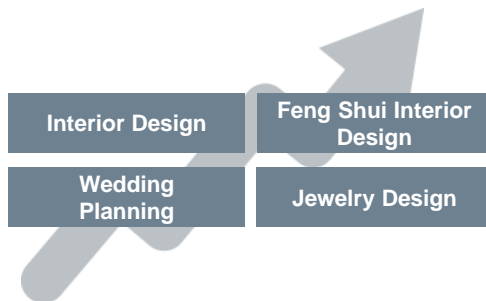 Interior Design
Feng Shui Interior
Design
Wedding
Planning
Jewelry Design